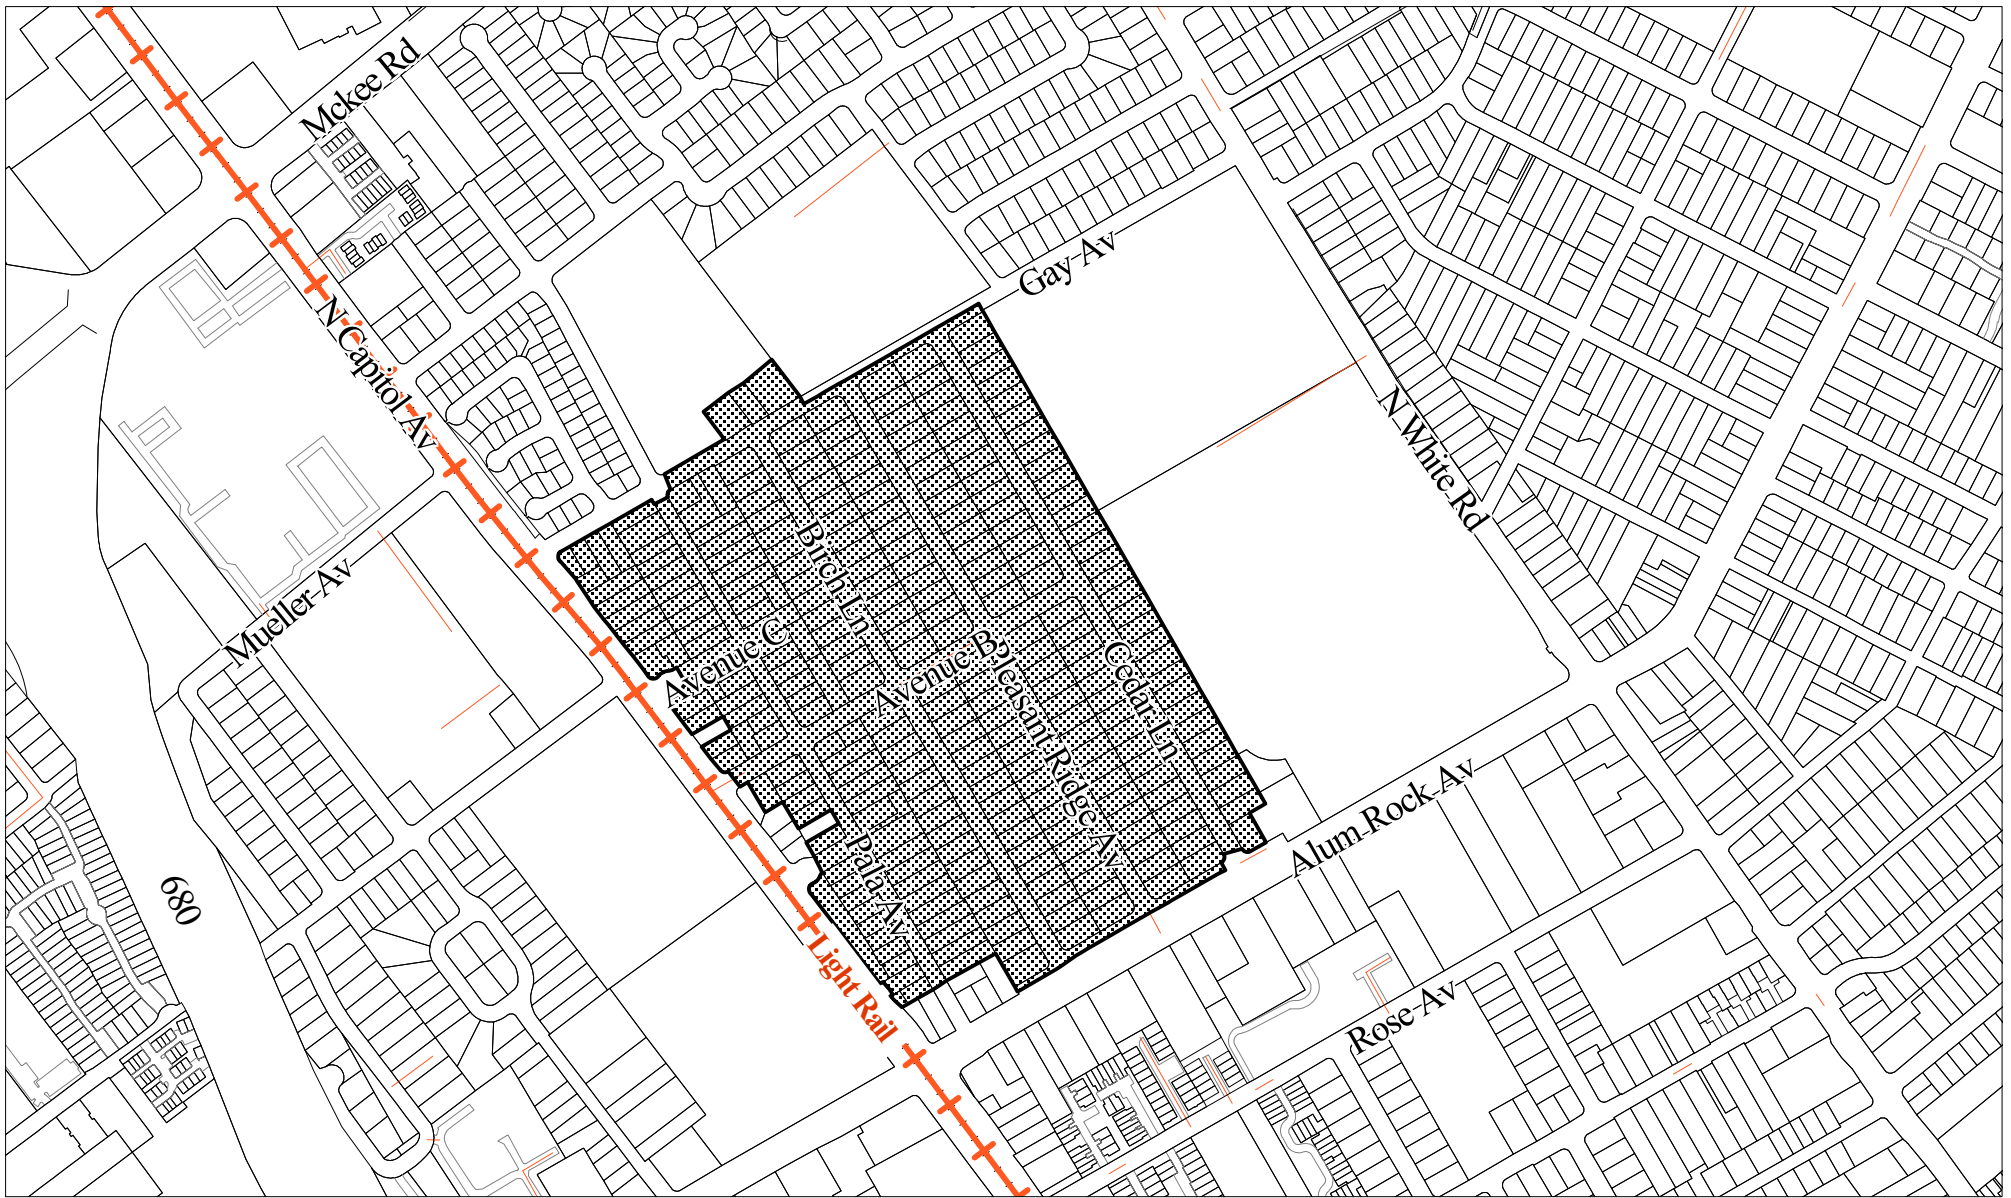 Mckee Rd
Gay Av
N Capitol Av
N White Rd
Birch Ln
Mueller Av
Avenue C
Avenue B
Pleasant Ridge Av
Cedar Ln
Alum Rock Av
Pala Av
680
Light Rail
Rose Av